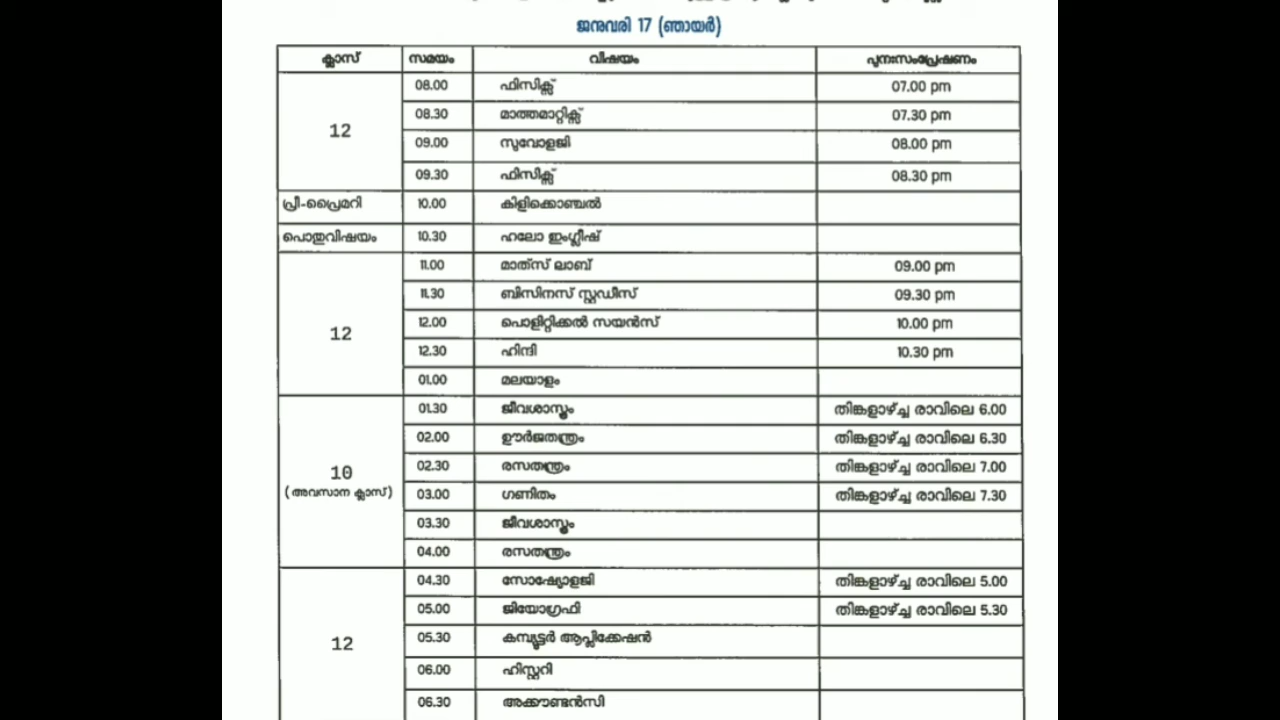 ജനുവരി 17 (ഞായർ)
ക്ലാസ് സമയം വിഷയം പുനഃസംപ്രേഷണം
08.00 ഫിസിക്സ് 07.00 pm
08.30 മാത്തമാറ്റിക്സ് 07.30 pm
12
09.00 സുവോളജി 08.00 pm
09.30 ഫിസിക്സ് 08.30 pm
പ്രീ-പ്രൈമറി 10.00 കിളിക്കൊഞ്ചൽ
പൊതുവിഷയം 10.30 ഹലോ ഇംഗ്ലീഷ്
11.00 മാത്‌സ് ലാബ് 09.00 pm
11.30 ബിസിനസ് സ്റ്റഡീസ് 09.30 pm
12
12.00 പൊളിറ്റിക്കൽ സയൻസ് 10.00 pm
12.30 ഹിന്ദി 10.30 pm
01.00 മലയാളം
01.30 ജീവശാസ്ത്രം തിങ്കളാഴ്ച്ച രാവിലെ 6.00
02.00 ഊർജതന്ത്രം തിങ്കളാഴ്ച്ച രാവിലെ 6.30
10
(അവസാന ക്ലാസ്)
02.30 രസതന്ത്രം തിങ്കളാഴ്ച്ച രാവിലെ 7.00
03.00 ഗണിതം തിങ്കളാഴ്ച്ച രാവിലെ 7.30
03.30 ജീവശാസ്ത്രം
04.00 രസതന്ത്രം
04.30 സോഷ്യോളജി തിങ്കളാഴ്ച്ച രാവിലെ 5.00
05.00 ജിയോഗ്രഫി തിങ്കളാഴ്ച്ച രാവിലെ 5.30
12
05.30 കമ്പ്യൂട്ടർ ആപ്ലിക്കേഷൻ
06.00 ഹിസ്റ്ററി
06.30 അക്കൗണ്ടൻസി